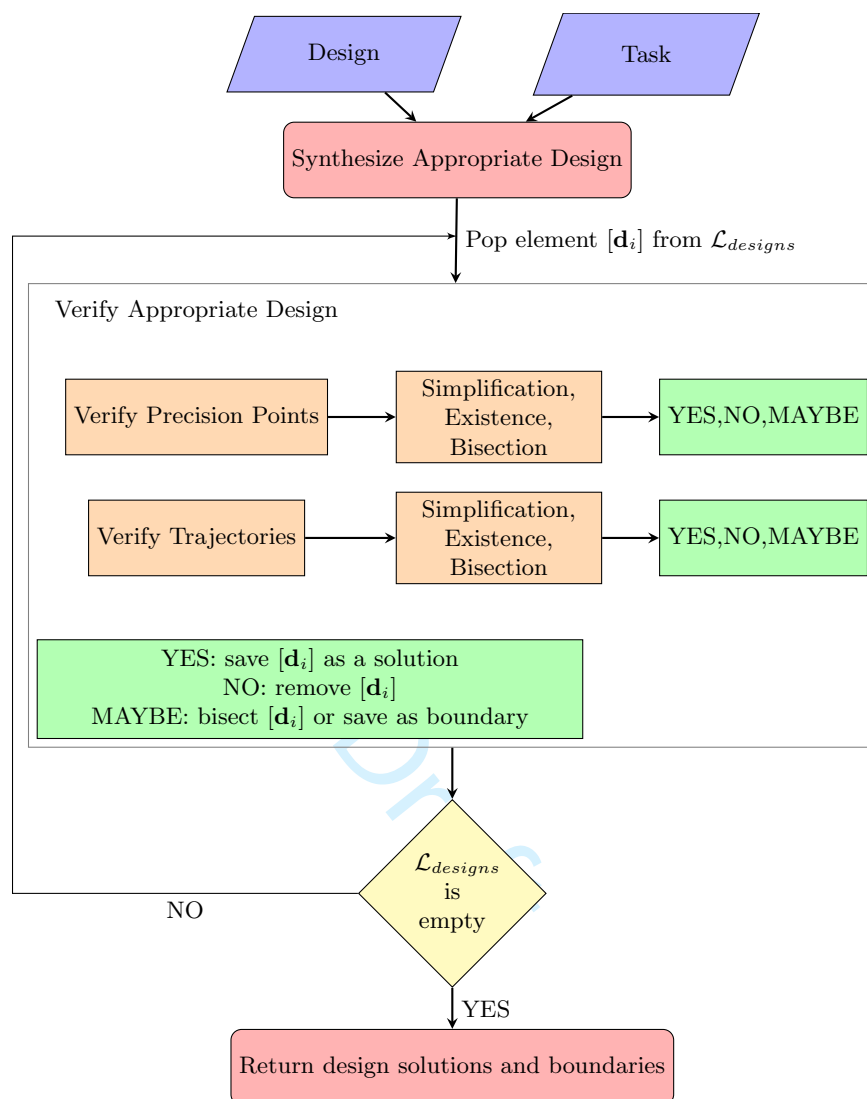 Design
Task
Synthesize Appropriate Design
Pop element [d_i] from ℒ_designs
Verify Appropriate Design
Verify Precision Points
Simplification,
Existence,
Bisection
YES,NO,MAYBE
Verify Trajectories
Simplification,
Existence,
Bisection
YES,NO,MAYBE
YES: save [d_i] as a solution
NO: remove [d_i]
MAYBE: bisect [d_i] or save as boundary
ℒ_designs
is
empty
NO
YES
Return design solutions and boundaries